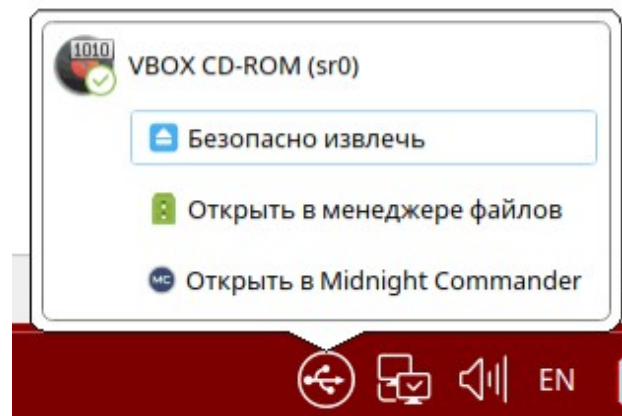 1010
VBOX CD-ROM (sr0)
Безопасно извлечь
Открыть в менеджере файлов
MC Открыть в Midnight Commander
EN